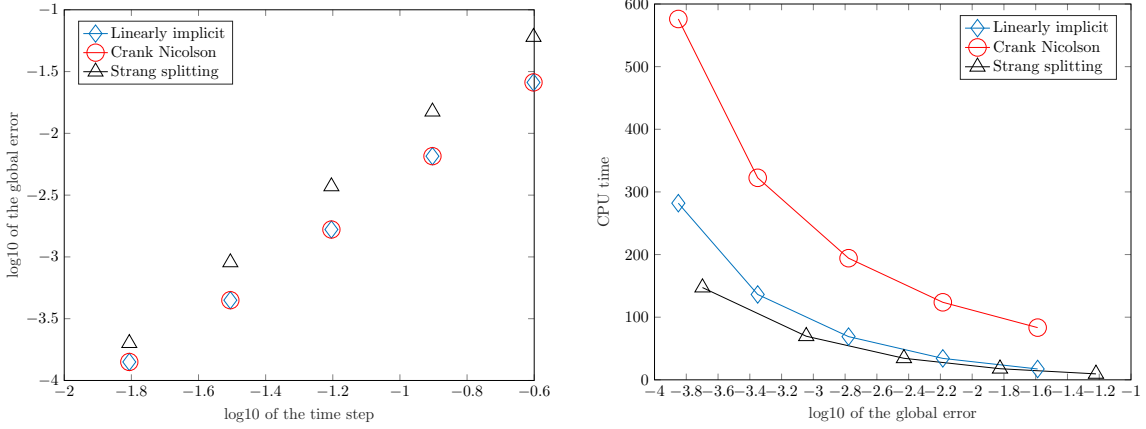 −1
−1.5
−2
−2.5
−3
−3.5
−4
log10 of the global error
−2 −1.8 −1.6 −1.4 −1.2 −1 −0.8 −0.6
log10 of the time step
Linearly implicit
Crank Nicolson
Strang splitting
600
500
400
300
200
100
0
CPU time
−4 −3.8 −3.6 −3.4 −3.2 −3 −2.8 −2.6 −2.4 −2.2 −2 −1.8 −1.6 −1.4 −1.2 −1
log10 of the global error
Linearly implicit
Crank Nicolson
Strang splitting